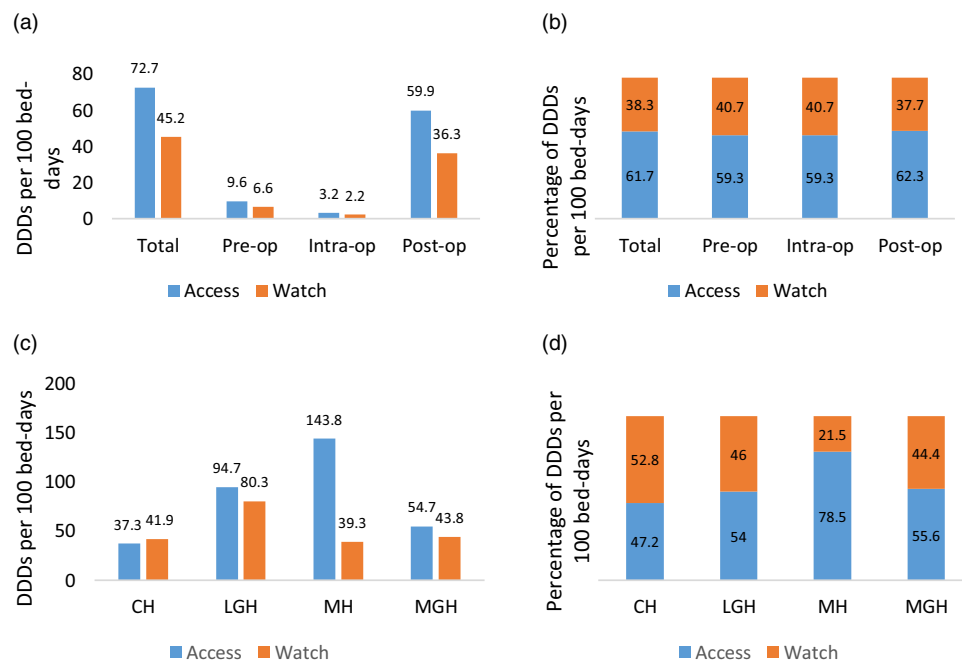 (a)
DDDs per 100 bed-
days
80
60
40
20
0
72.7
45.2
9.6
6.6
3.2
2.2
59.9
36.3
Total Pre-op Intra-op Post-op
Access Watch
(b)
Percentage of DDDs
per 100 bed-days
38.3 40.7 40.7 37.7
61.7 59.3 59.3 62.3
Total Pre-op Intra-op Post-op
Access Watch
(c)
DDDs per 100 bed-days
200
150
100
50
0
37.3
41.9
94.7
80.3
143.8
39.3
54.7
43.8
CH LGH MH MGH
Access Watch
(d)
Percentage of DDDs per
100 bed-days
52.8 46 21.5 44.4
47.2 54 78.5 55.6
CH LGH MH MGH
Access Watch